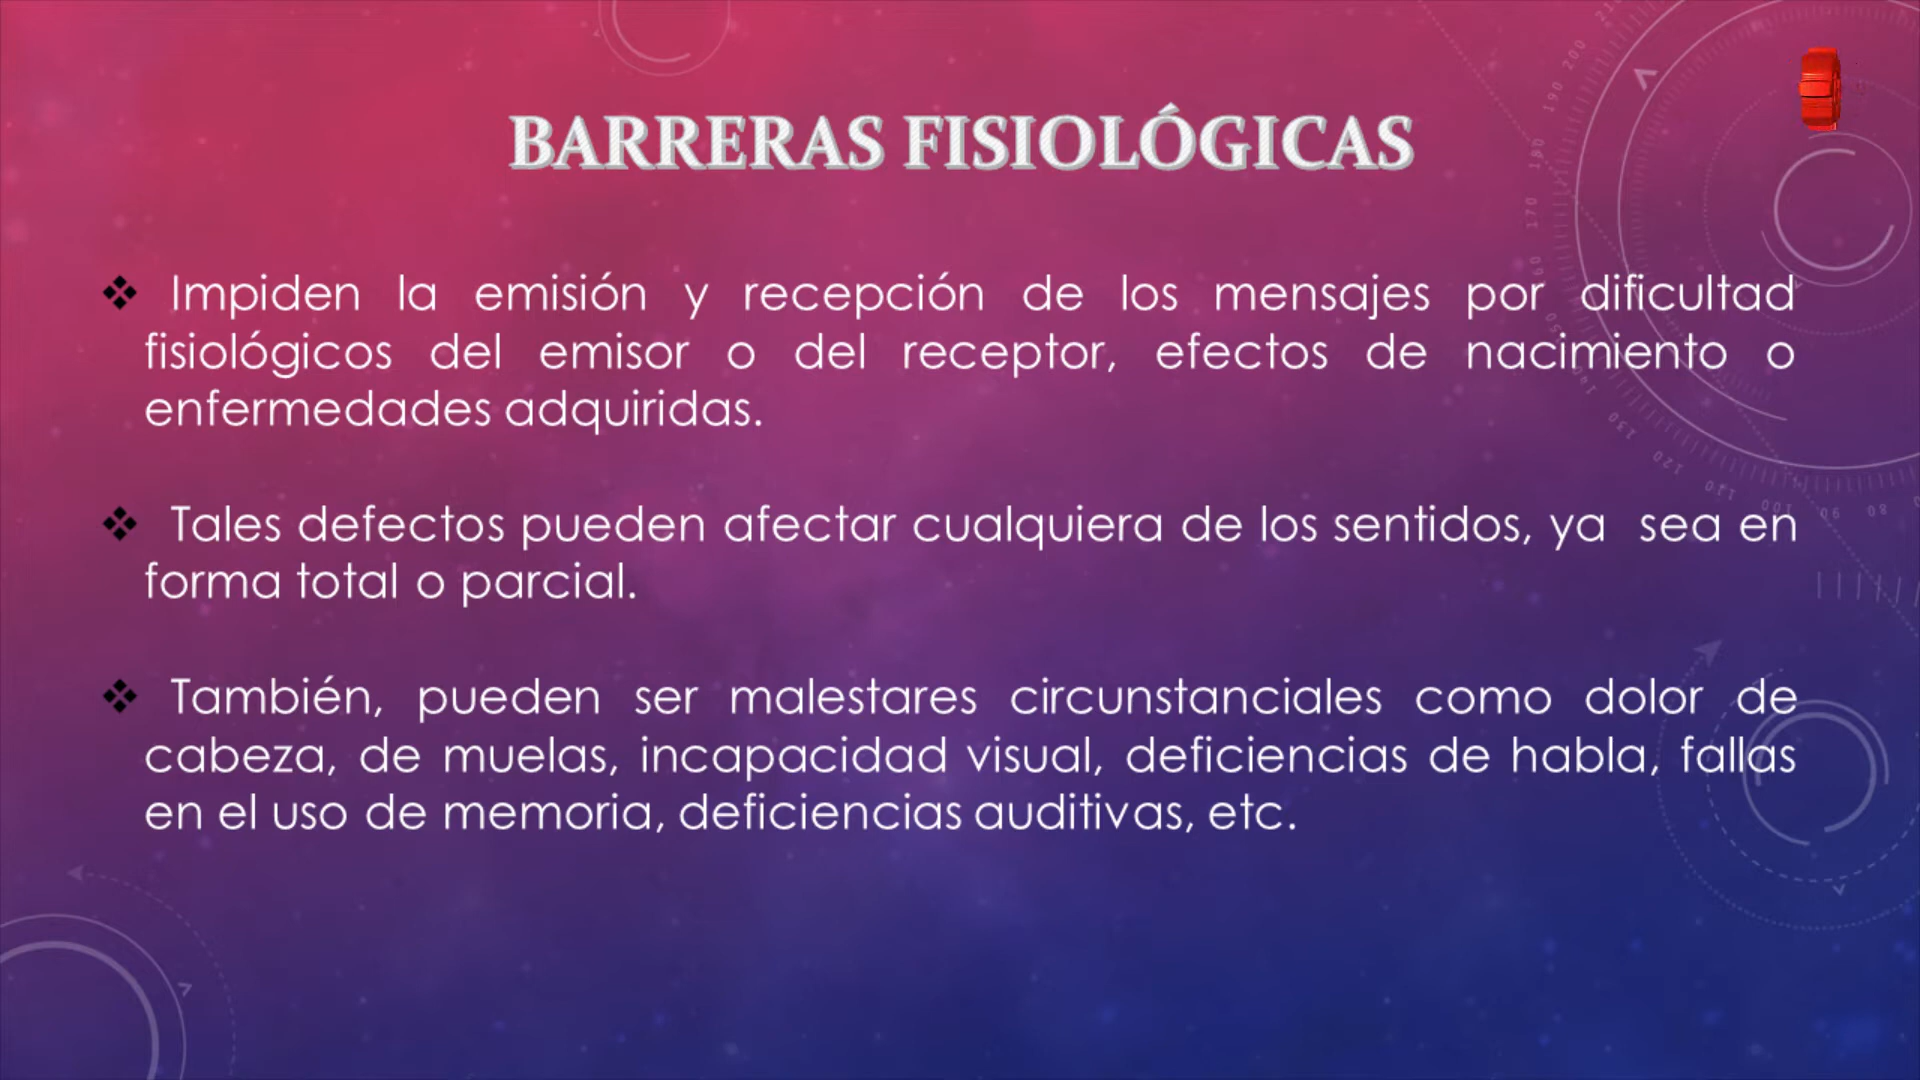 BARRERAS FISIOLÓGICAS
❖ Impiden la emisión y recepción de los mensajes por dificultad
fisiológicos del emisor o del receptor, efectos de nacimiento o
enfermedades adquiridas.
❖ Tales defectos pueden afectar cualquiera de los sentidos, ya sea en
forma total o parcial.
❖ También, pueden ser malestares circunstanciales como dolor de
cabeza, de muelas, incapacidad visual, deficiencias de habla, fallas
en el uso de memoria, deficiencias auditivas, etc.